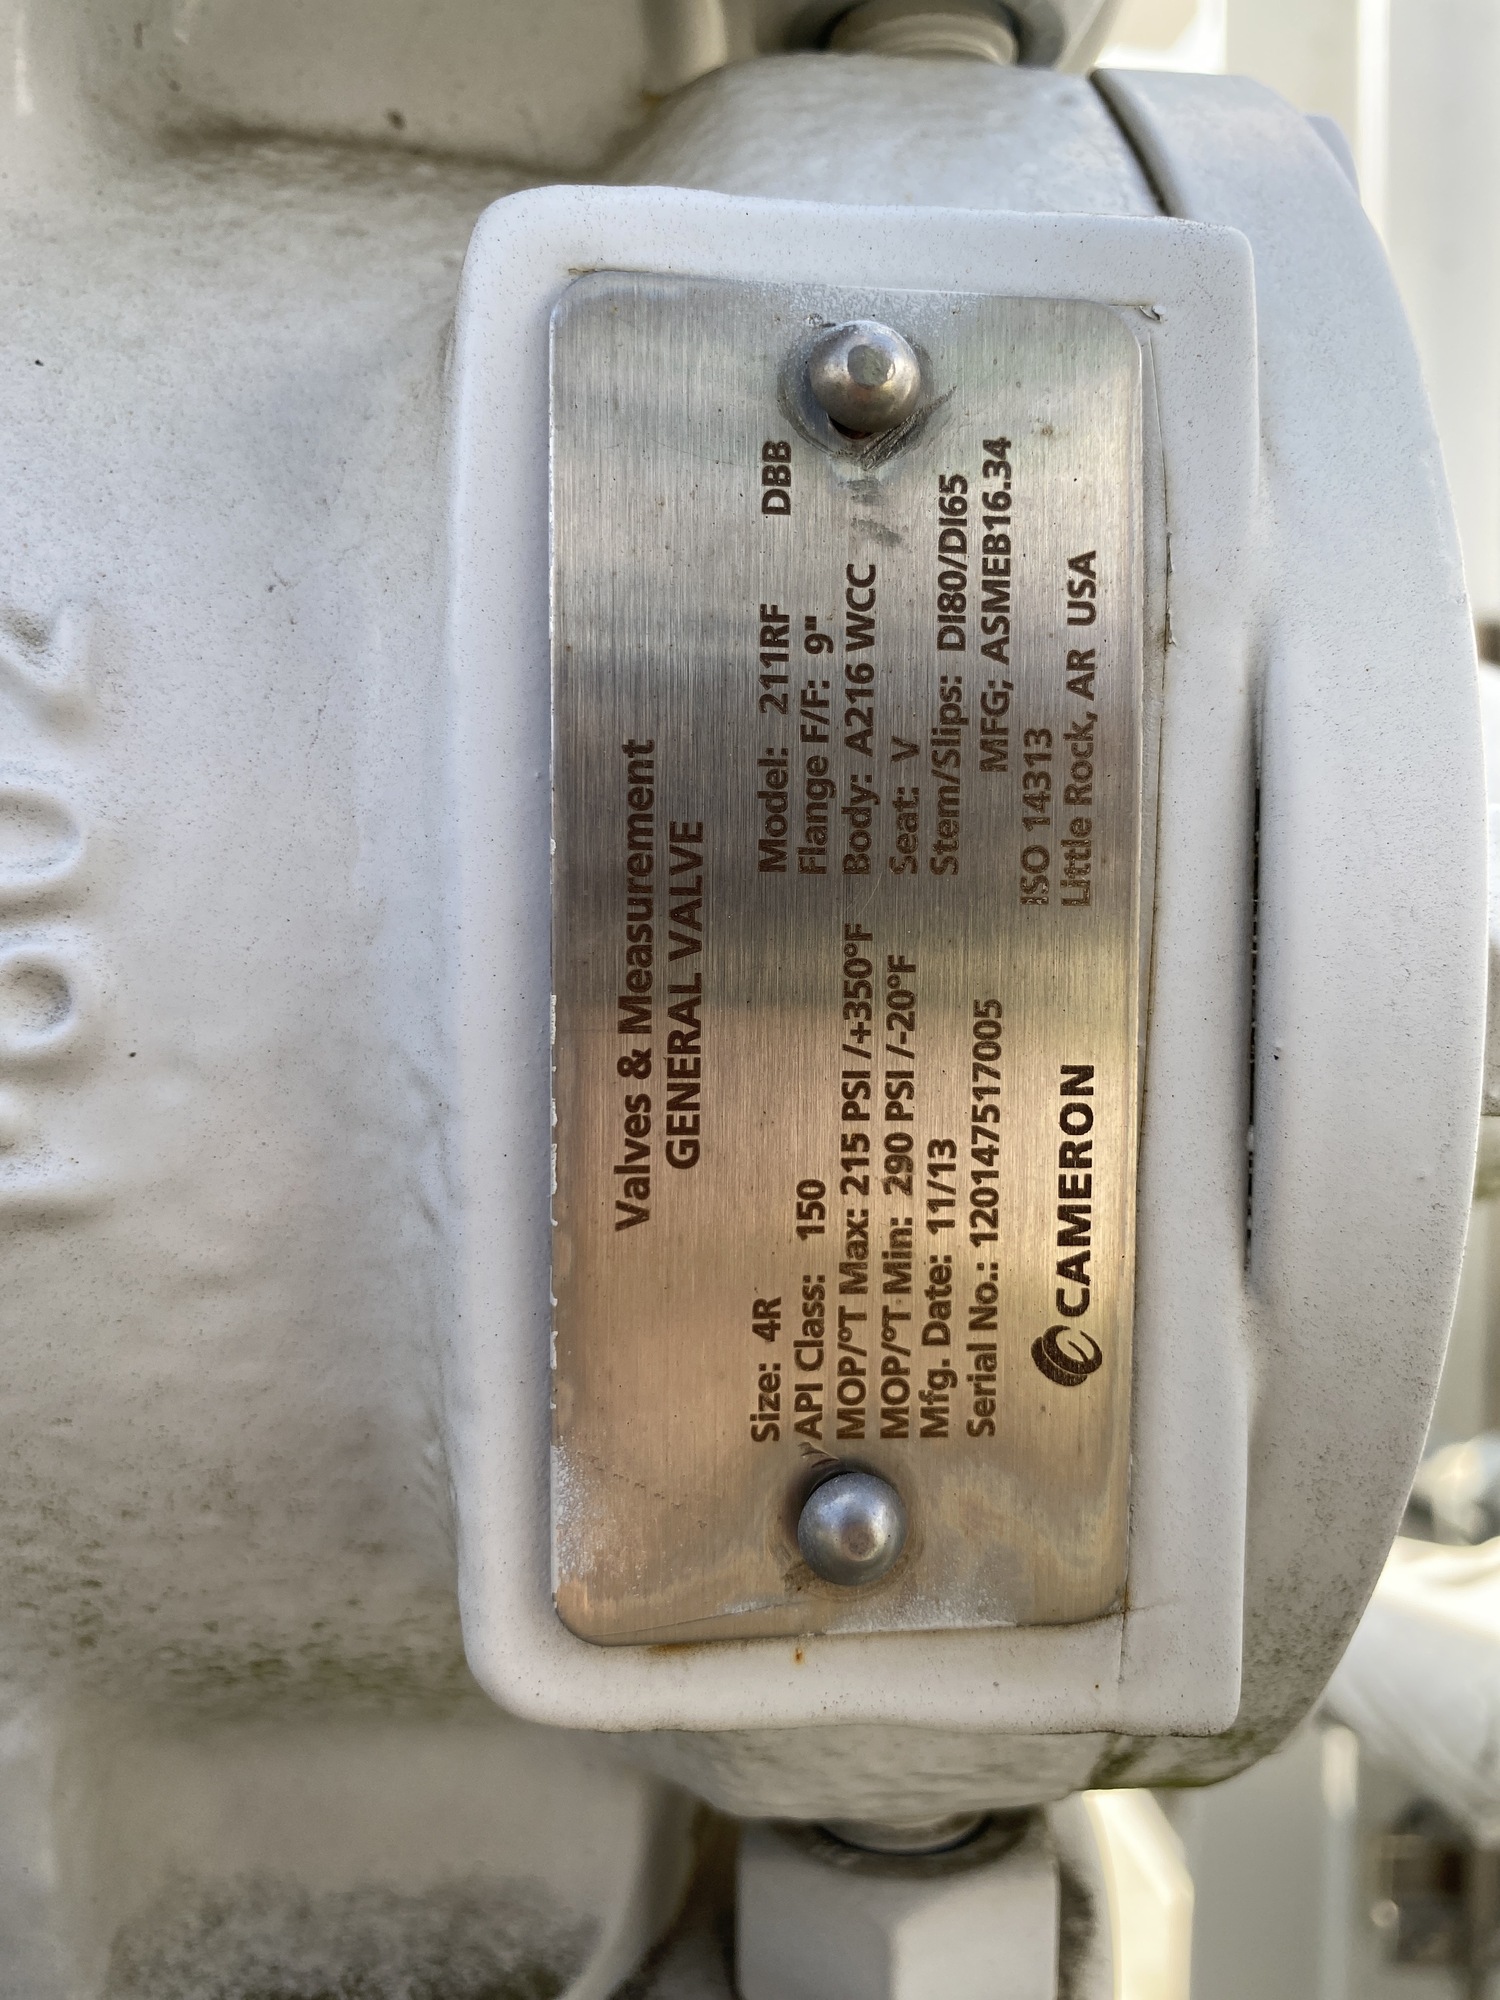 Valves & Measurement
GENERAL VALVE
Size: 4R
API Class: 150
MOP/°T Max: 215 PSI /+350°F
MOP/°T Min: 290 PSI /-20°F
Mfg. Date: 11/13
Serial No.: 120147517005
CAMERON
Model: 211RF DBB
Flange F/F: 9"
Body: A216 WCC
Seat: V
Stem/Slips: DI80/DI65
MFG; ASMEB16.34
ISO 14313
Little Rock, AR USA